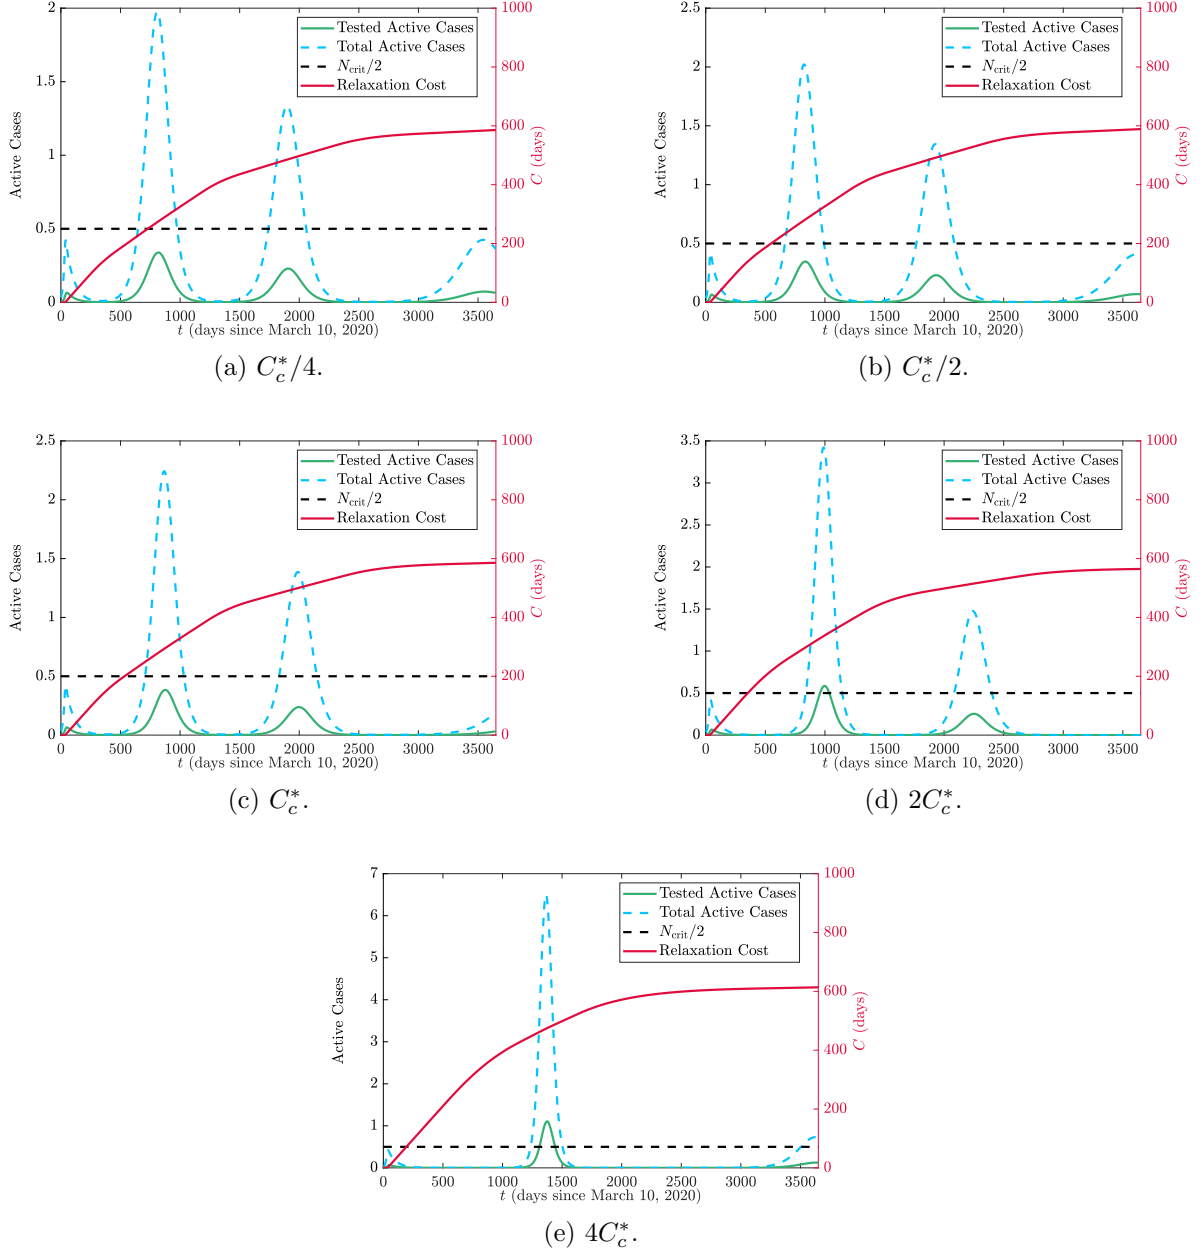 2
1.5
1
0.5
0
Active Cases
1000
800
600
400
200
0
C (days)
Tested Active Cases
Total Active Cases
N_crit/2
Relaxation Cost
0 500 1000 1500 2000 2500 3000 3500
t (days since March 10, 2020)
(a) C_c^*/4.
2.5
2
1.5
1
0.5
0
Active Cases
1000
800
600
400
200
0
C (days)
Tested Active Cases
Total Active Cases
N_crit/2
Relaxation Cost
0 500 1000 1500 2000 2500 3000 3500
t (days since March 10, 2020)
(b) C_c^*/2.
2.5
2
1.5
1
0.5
0
Active Cases
1000
800
600
400
200
0
C (days)
Tested Active Cases
Total Active Cases
N_crit/2
Relaxation Cost
0 500 1000 1500 2000 2500 3000 3500
t (days since March 10, 2020)
(c) C_c^*.
3.5
3
2.5
2
1.5
1
0.5
0
Active Cases
1000
800
600
400
200
0
C (days)
Tested Active Cases
Total Active Cases
N_crit/2
Relaxation Cost
0 500 1000 1500 2000 2500 3000 3500
t (days since March 10, 2020)
(d) 2C_c^*.
7
6
5
4
3
2
1
0
Active Cases
1000
800
600
400
200
0
C (days)
Tested Active Cases
Total Active Cases
N_crit/2
Relaxation Cost
0 500 1000 1500 2000 2500 3000 3500
t (days since March 10, 2020)
(e) 4C_c^*.